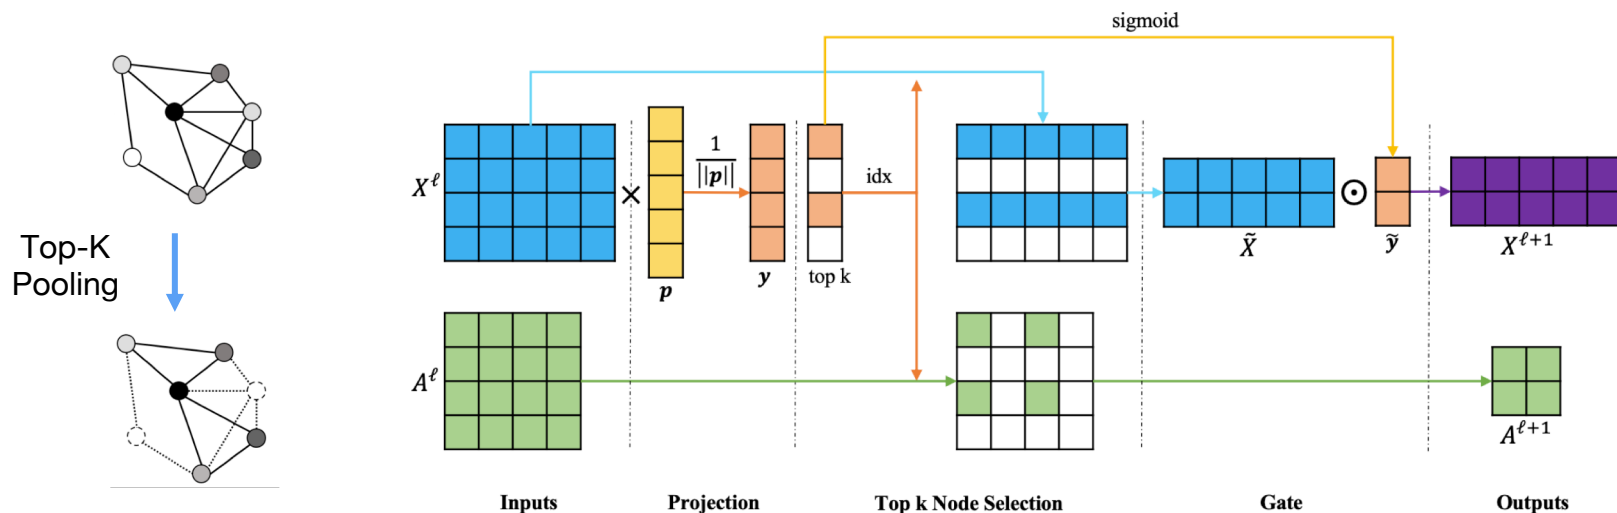 Top-K
Pooling
sigmoid
X^ℓ
×
1
||p||
idx
p
y
top k
X̃
⊙
ỹ
X^{ℓ+1}
A^ℓ
A^{ℓ+1}
Inputs
Projection
Top k Node Selection
Gate
Outputs